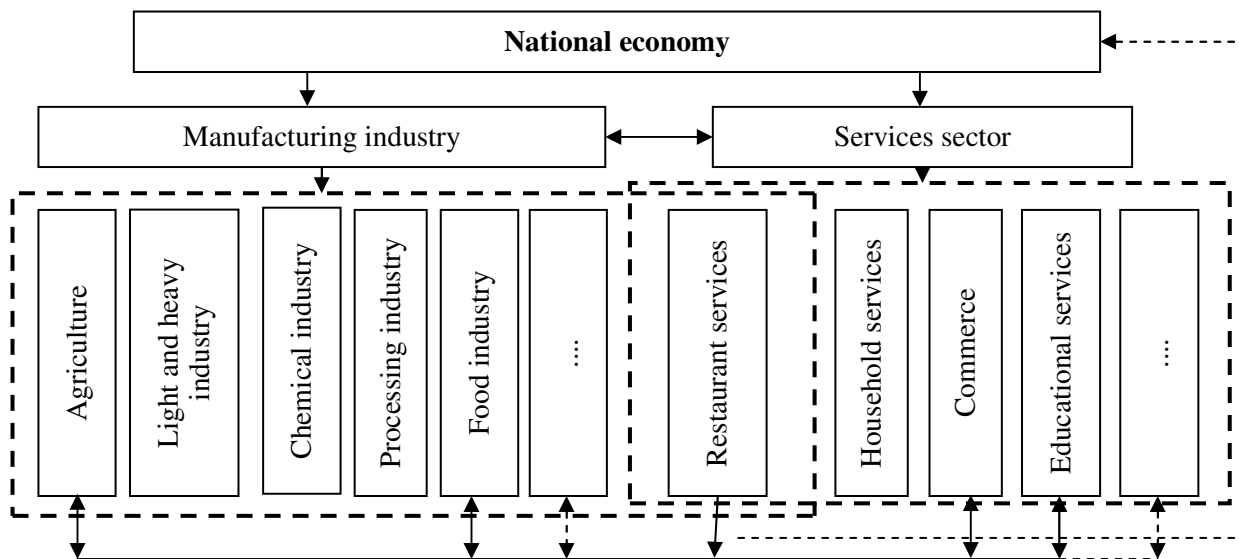 National economy
Manufacturing industry
Services sector
Agriculture
Light and heavy
industry
Chemical industry
Processing industry
Food industry
....
Restaurant services
Household services
Commerce
Educational services
....